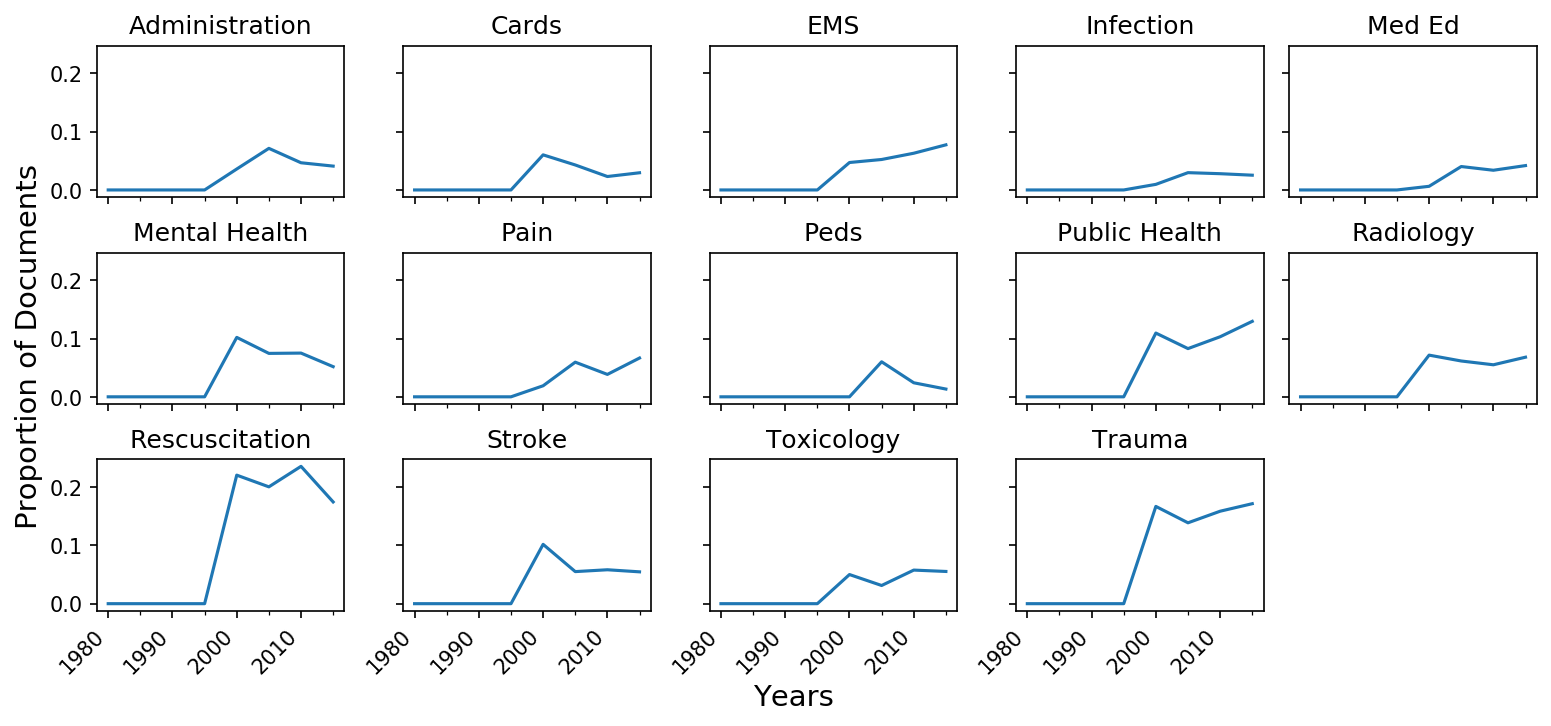 Administration Cards EMS Infection Med Ed
0.2
0.1
0.0
Mental Health Pain Peds Public Health Radiology
0.2
0.1
0.0
Rescuscitation Stroke Toxicology Trauma
0.2
0.1
0.0
1980 1990 2000 2010 1980 1990 2000 2010 1980 1990 2000 2010 1980 1990 2000 2010
Proportion of Documents
Years